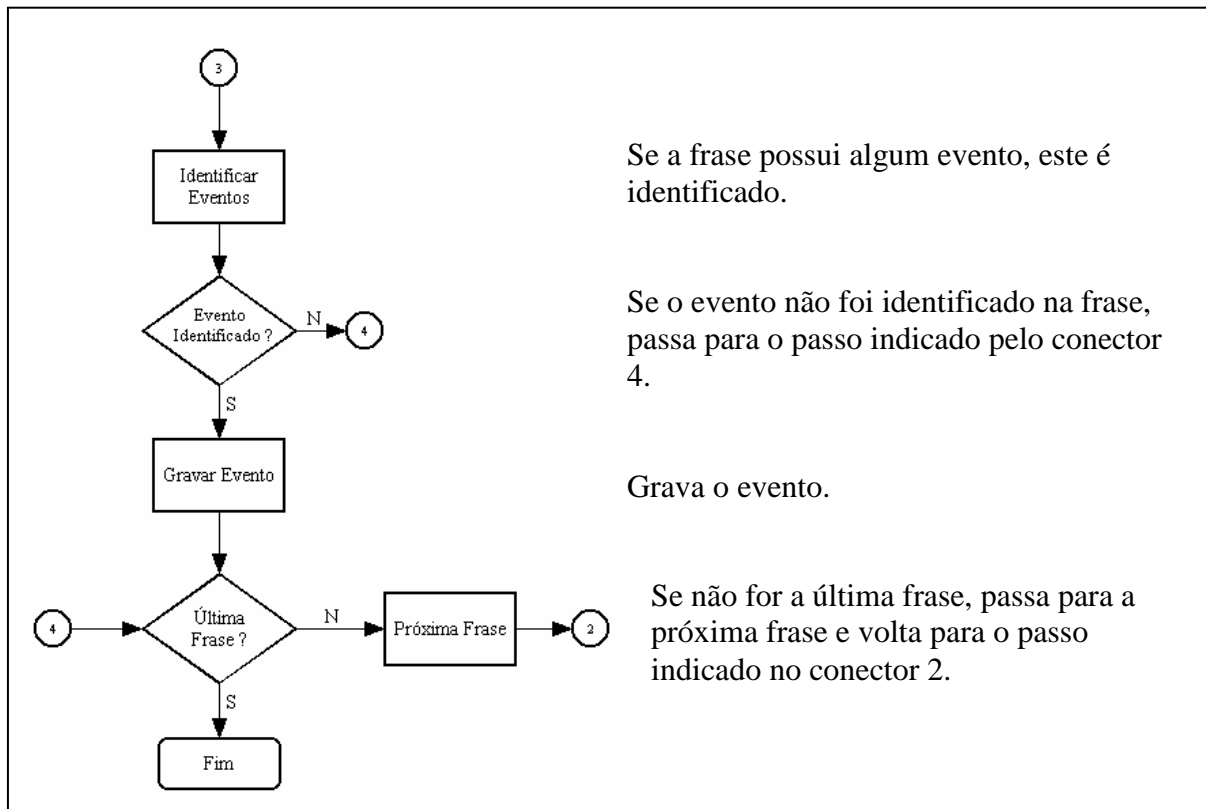 3
Identificar
Eventos
Se a frase possui algum evento, este é
identificado.
Evento
Identificado ?
N
4
S
Se o evento não foi identificado na frase,
passa para o passo indicado pelo conector
4.
Gravar Evento
Grava o evento.
4
Última
Frase ?
N
Próxima Frase
2
S
Se não for a última frase, passa para a
próxima frase e volta para o passo
indicado no conector 2.
Fim